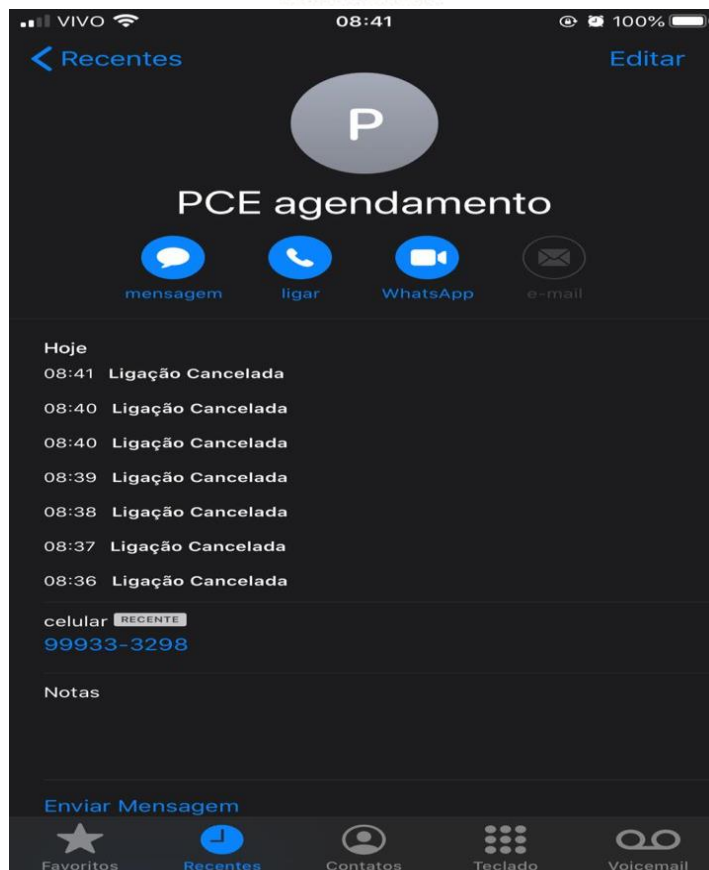 VIVO 08:41 100%
Recentes Editar
P
PCE agendamento
mensagem ligar WhatsApp e-mail
Hoje
08:41 Ligação Cancelada
08:40 Ligação Cancelada
08:40 Ligação Cancelada
08:39 Ligação Cancelada
08:38 Ligação Cancelada
08:37 Ligação Cancelada
08:36 Ligação Cancelada
celular RECENTE
99933-3298
Notas
Enviar Mensagem
Favoritos Recentes Contatos Teclado Voicemail